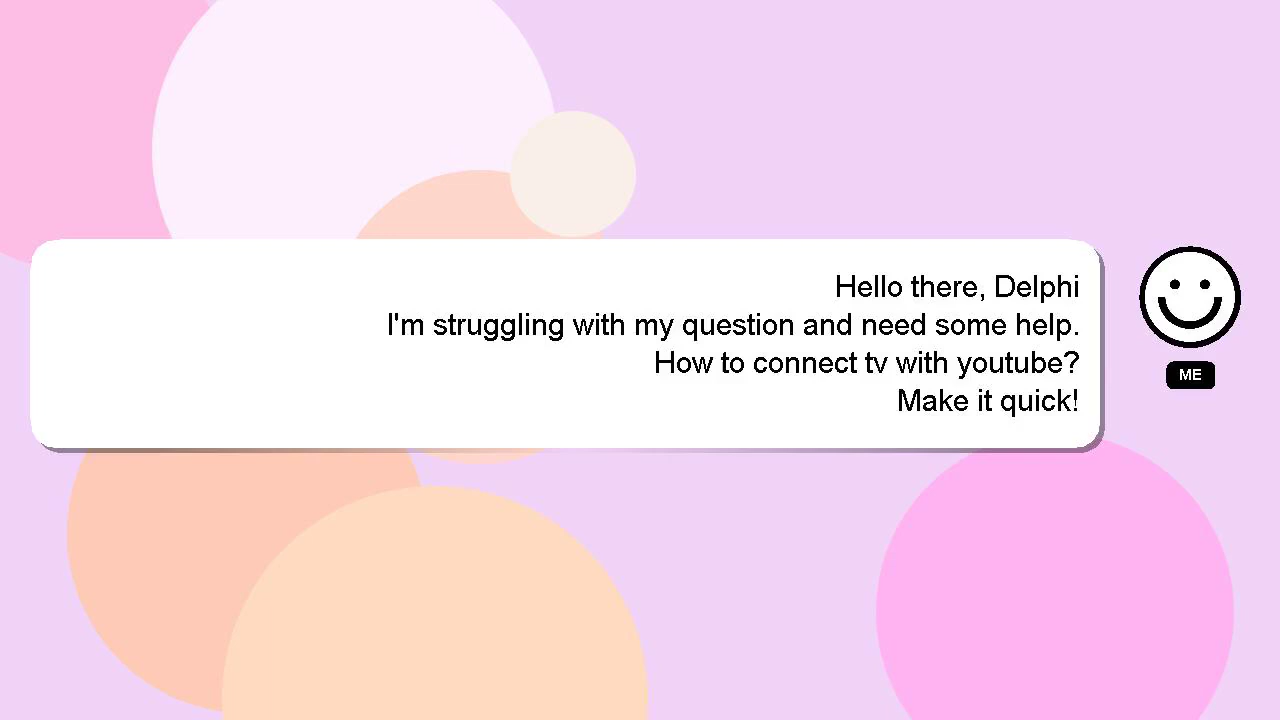 Hello there, Delphi
I'm struggling with my question and need some help.
How to connect tv with youtube?
Make it quick!
ME